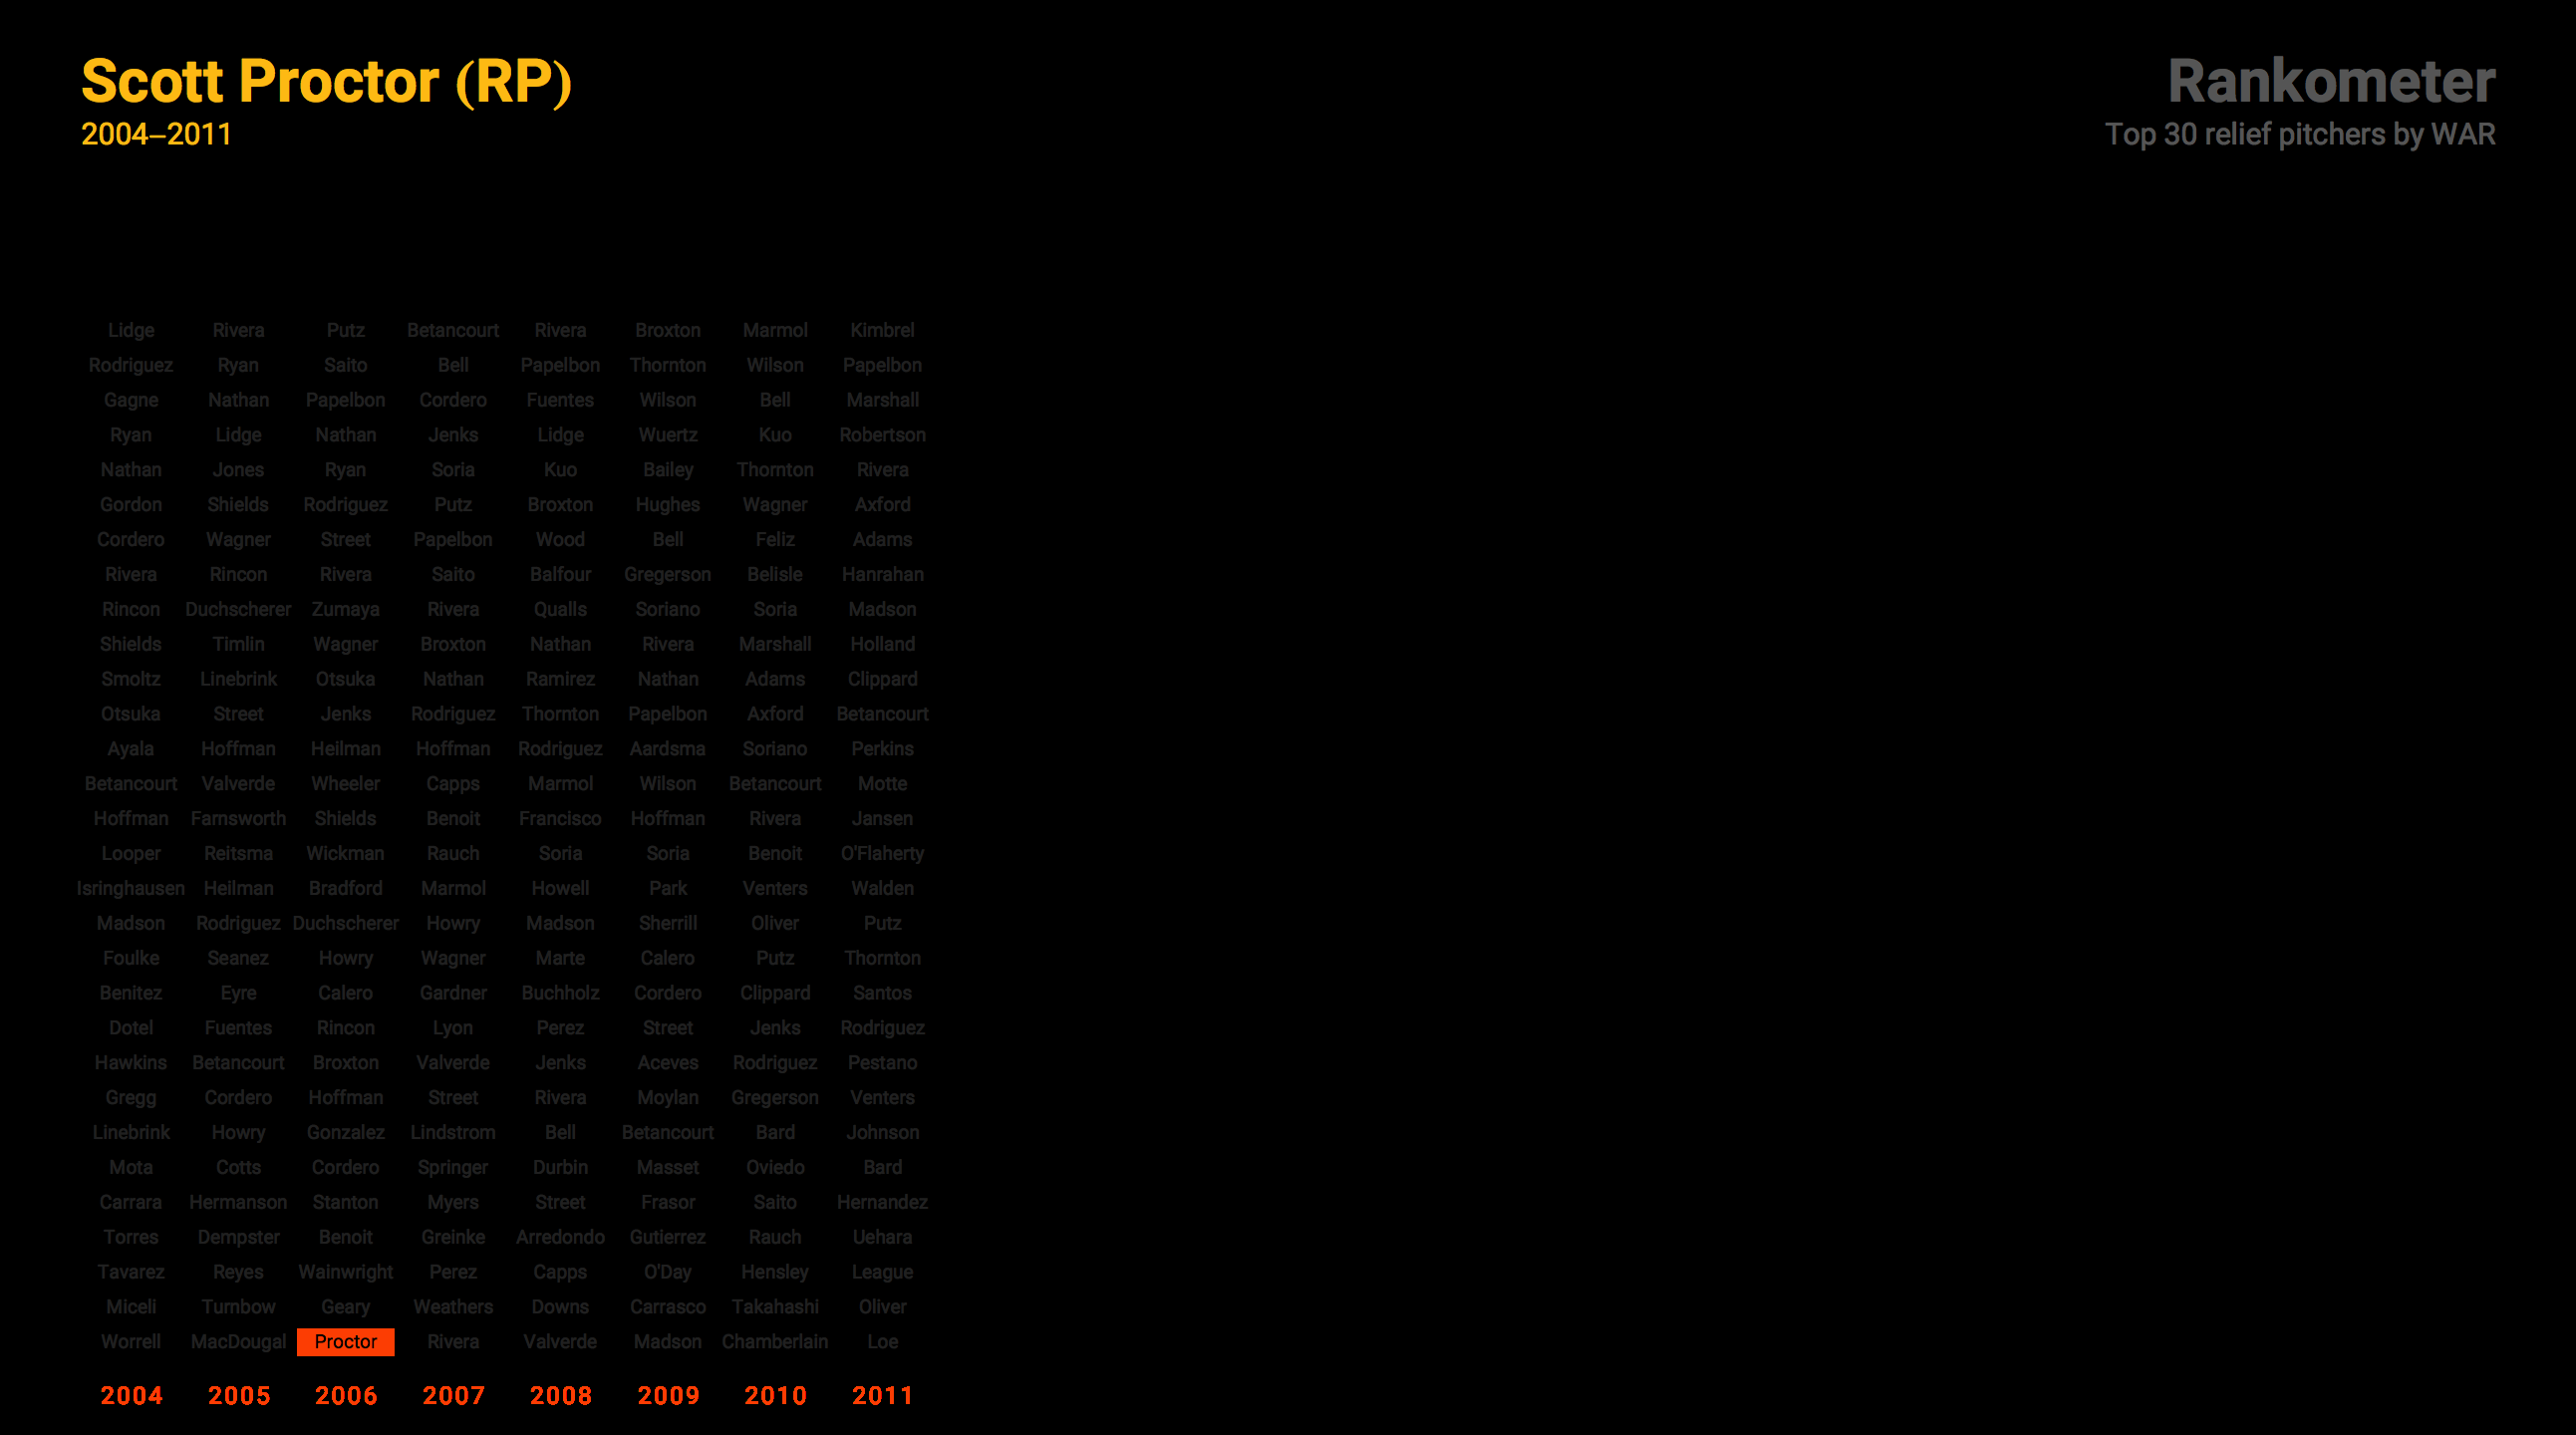 Scott Proctor (RP)
2004–2011
Rankometer
Top 30 relief pitchers by WAR
Lidge Rivera Putz Betancourt Rivera Broxton Marmol Kimbrel
Rodriguez Ryan Saito Bell Papelbon Thornton Wilson Papelbon
Gagne Nathan Papelbon Cordero Fuentes Wilson Bell Marshall
Ryan Lidge Nathan Jenks Lidge Wuertz Kuo Robertson
Nathan Jones Ryan Soria Kuo Bailey Thornton Rivera
Gordon Shields Rodriguez Putz Broxton Hughes Wagner Axford
Cordero Wagner Street Papelbon Wood Bell Feliz Adams
Rivera Rincon Rivera Saito Balfour Gregerson Belisle Hanrahan
Rincon Duchscherer Zumaya Rivera Qualls Soriano Soria Madson
Shields Timlin Wagner Broxton Nathan Rivera Marshall Holland
Smoltz Linebrink Otsuka Nathan Ramirez Nathan Adams Clippard
Otsuka Street Jenks Rodriguez Thornton Papelbon Axford Betancourt
Ayala Hoffman Heilman Hoffman Rodriguez Aardsma Soriano Perkins
Betancourt Valverde Wheeler Capps Marmol Wilson Betancourt Motte
Hoffman Farnsworth Shields Benoit Francisco Hoffman Rivera Jansen
Looper Reitsma Wickman Rauch Soria Soria Benoit O'Flaherty
Isringhausen Heilman Bradford Marmol Howell Park Venters Walden
Madson Rodriguez Duchscherer Howry Madson Sherrill Oliver Putz
Foulke Seanez Howry Wagner Marte Calero Putz Thornton
Benitez Eyre Calero Gardner Buchholz Cordero Clippard Santos
Dotel Fuentes Rincon Lyon Perez Street Jenks Rodriguez
Hawkins Betancourt Broxton Valverde Jenks Aceves Rodriguez Pestano
Gregg Cordero Hoffman Street Rivera Moylan Gregerson Venters
Linebrink Howry Gonzalez Lindstrom Bell Betancourt Bard Johnson
Mota Cotts Cordero Springer Durbin Masset Oviedo Bard
Carrara Hermanson Stanton Myers Street Frasor Saito Hernandez
Torres Dempster Benoit Greinke Arredondo Gutierrez Rauch Uehara
Tavarez Reyes Wainwright Perez Capps O'Day Hensley League
Miceli Turnbow Geary Weathers Downs Carrasco Takahashi Oliver
Worrell MacDougal Proctor Rivera Valverde Madson Chamberlain Loe
2004 2005 2006 2007 2008 2009 2010 2011